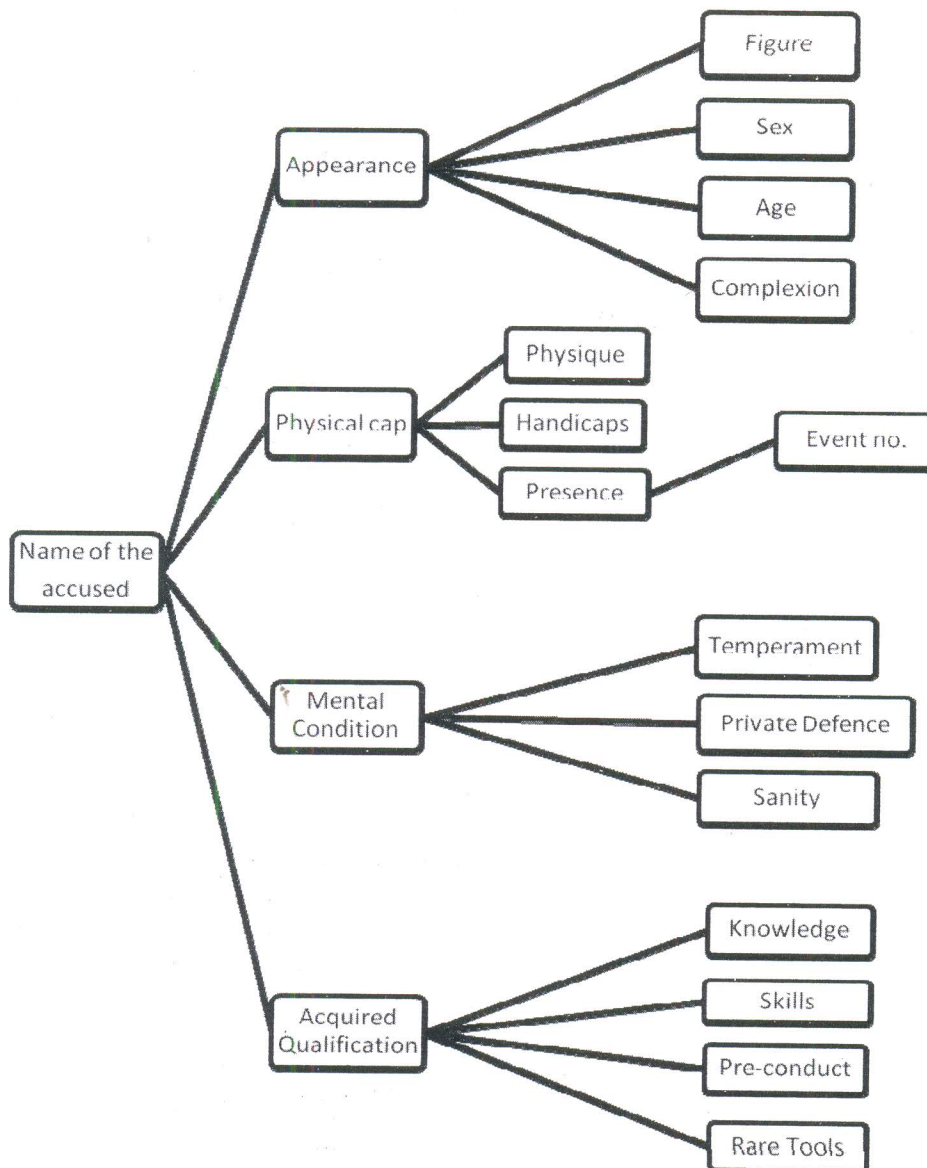 Figure
Sex
Appearance
Age
Complexion
Physique
Physical cap
Handicaps
Event no.
Presence
Name of the
accused
Temperament
Mental
Condition
Private Defence
Sanity
Knowledge
Acquired
Qualification
Skills
Pre-conduct
Rare Tools